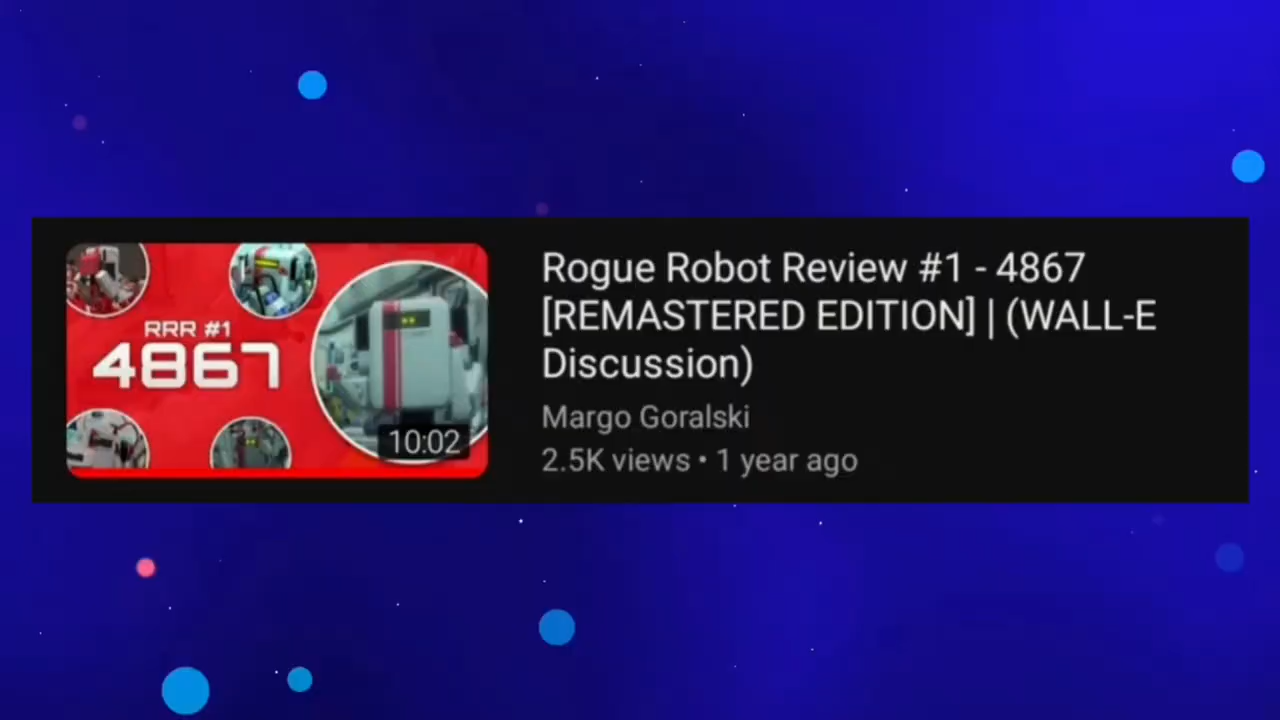 RRR #1
4867
10:02
Rogue Robot Review #1 - 4867
[REMASTERED EDITION] | (WALL-E
Discussion)
Margo Goralski
2.5K views • 1 year ago